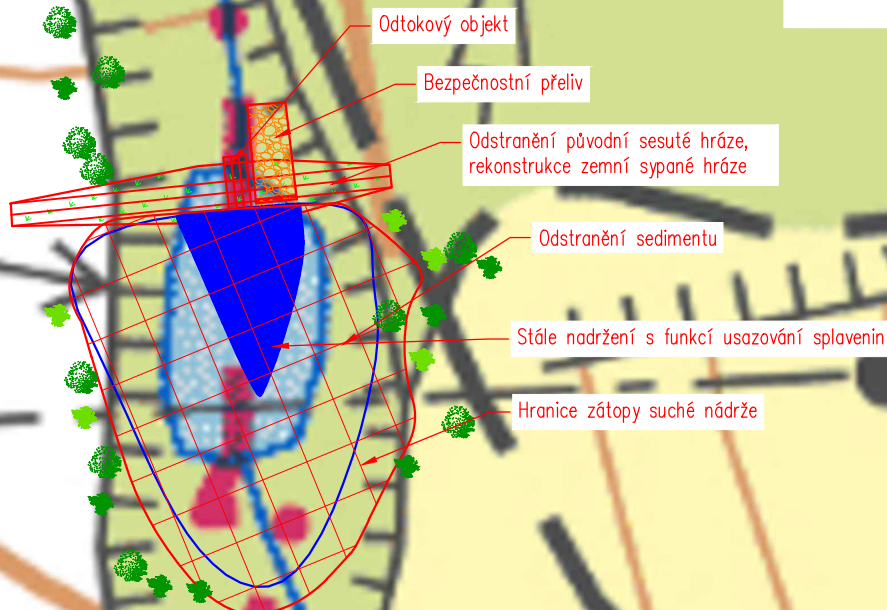 Odtokový objekt
Bezpečnostní přeliv
Odstranění původní sesuté hráze,
rekonstrukce zemní sypané hráze
Odstranění sedimentu
Stále nadržení s funkcí usazování splavenin
Hranice zátopy suché nádrže